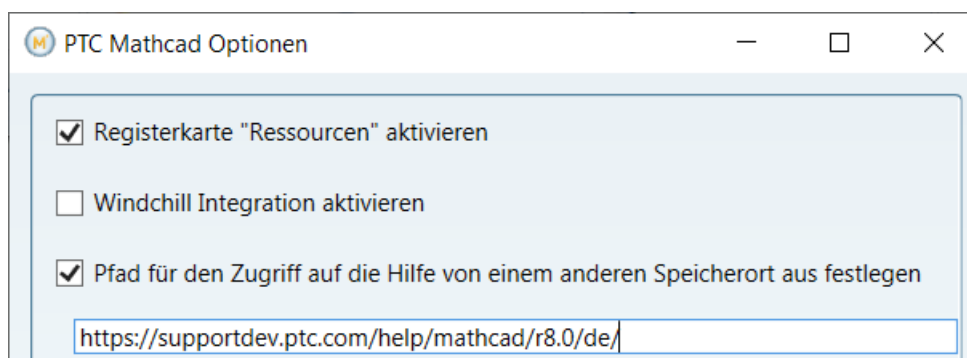 PTC Mathcad Optionen
Registerkarte "Ressourcen" aktivieren
Windchill Integration aktivieren
Pfad für den Zugriff auf die Hilfe von einem anderen Speicherort aus festlegen
https://supportdev.ptc.com/help/mathcad/r8.0/de/